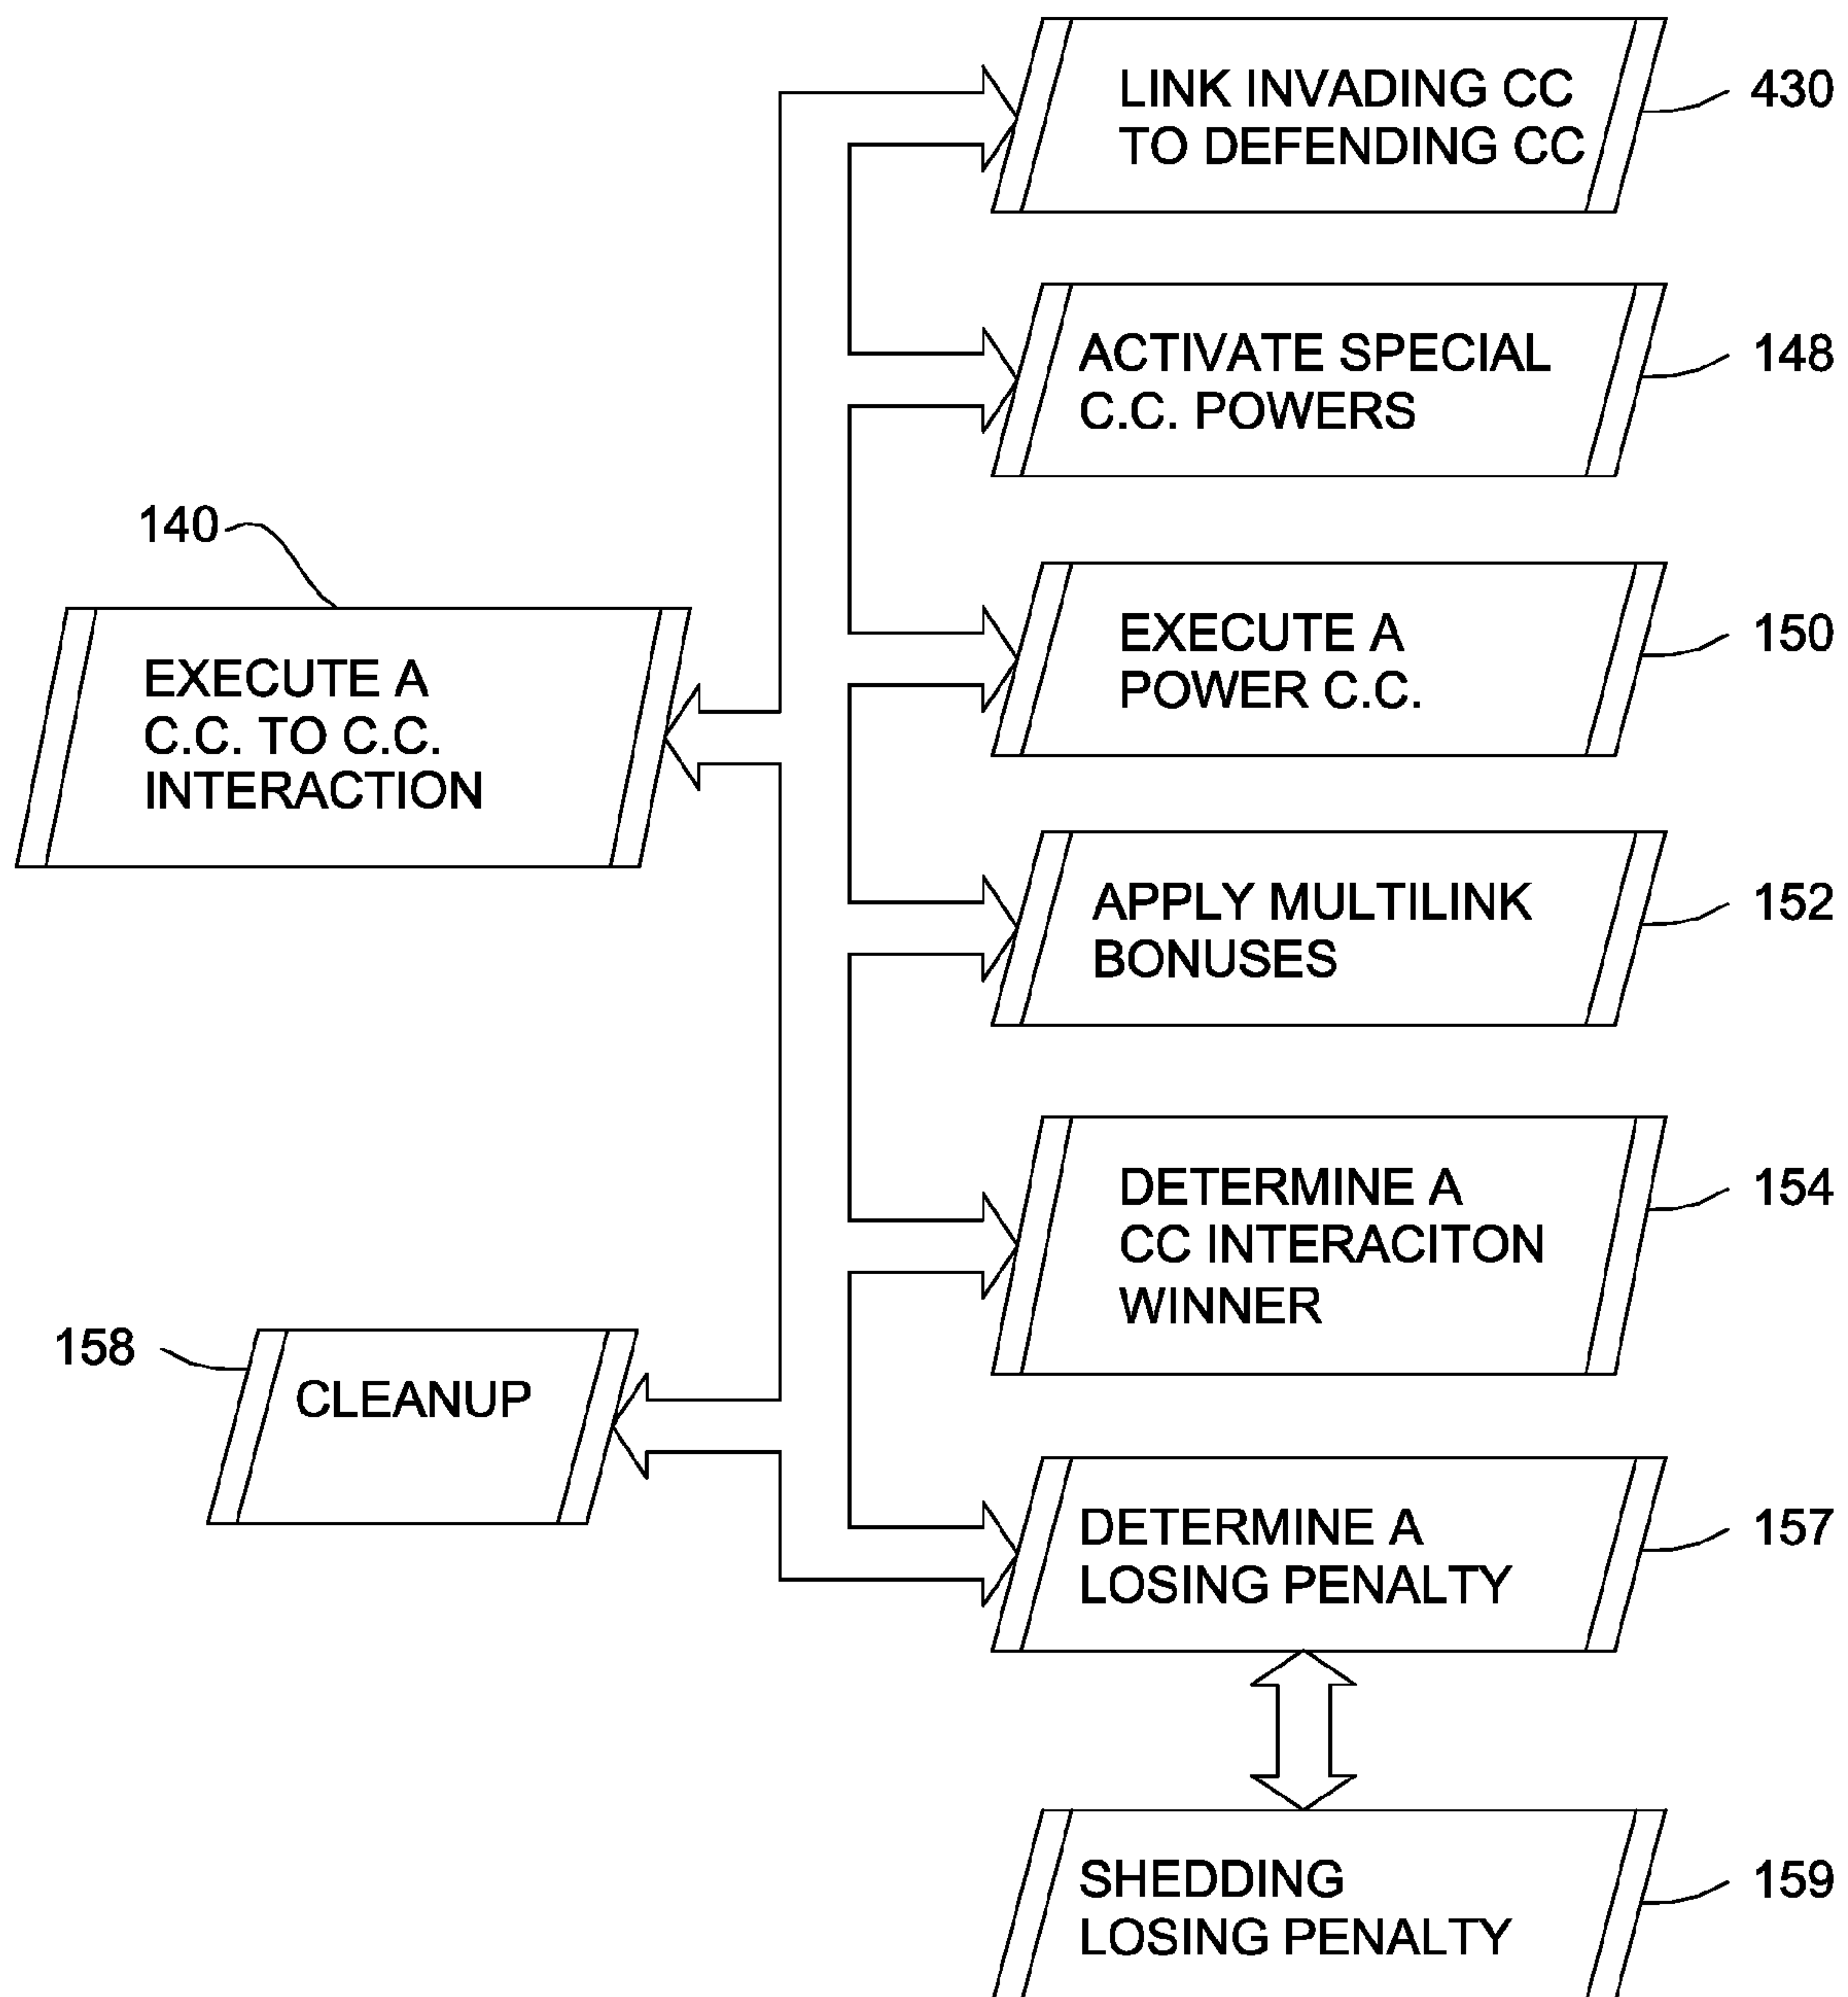 LINK INVADING CC
TO DEFENDING CC
430
ACTIVATE SPECIAL
C.C. POWERS
148
140
EXECUTE A
C.C. TO C.C.
INTERACTION
EXECUTE A
POWER C.C.
150
APPLY MULTILINK
BONUSES
152
DETERMINE A
CC INTERACITON
WINNER
154
158
CLEANUP
DETERMINE A
LOSING PENALTY
157
SHEDDING
LOSING PENALTY
159